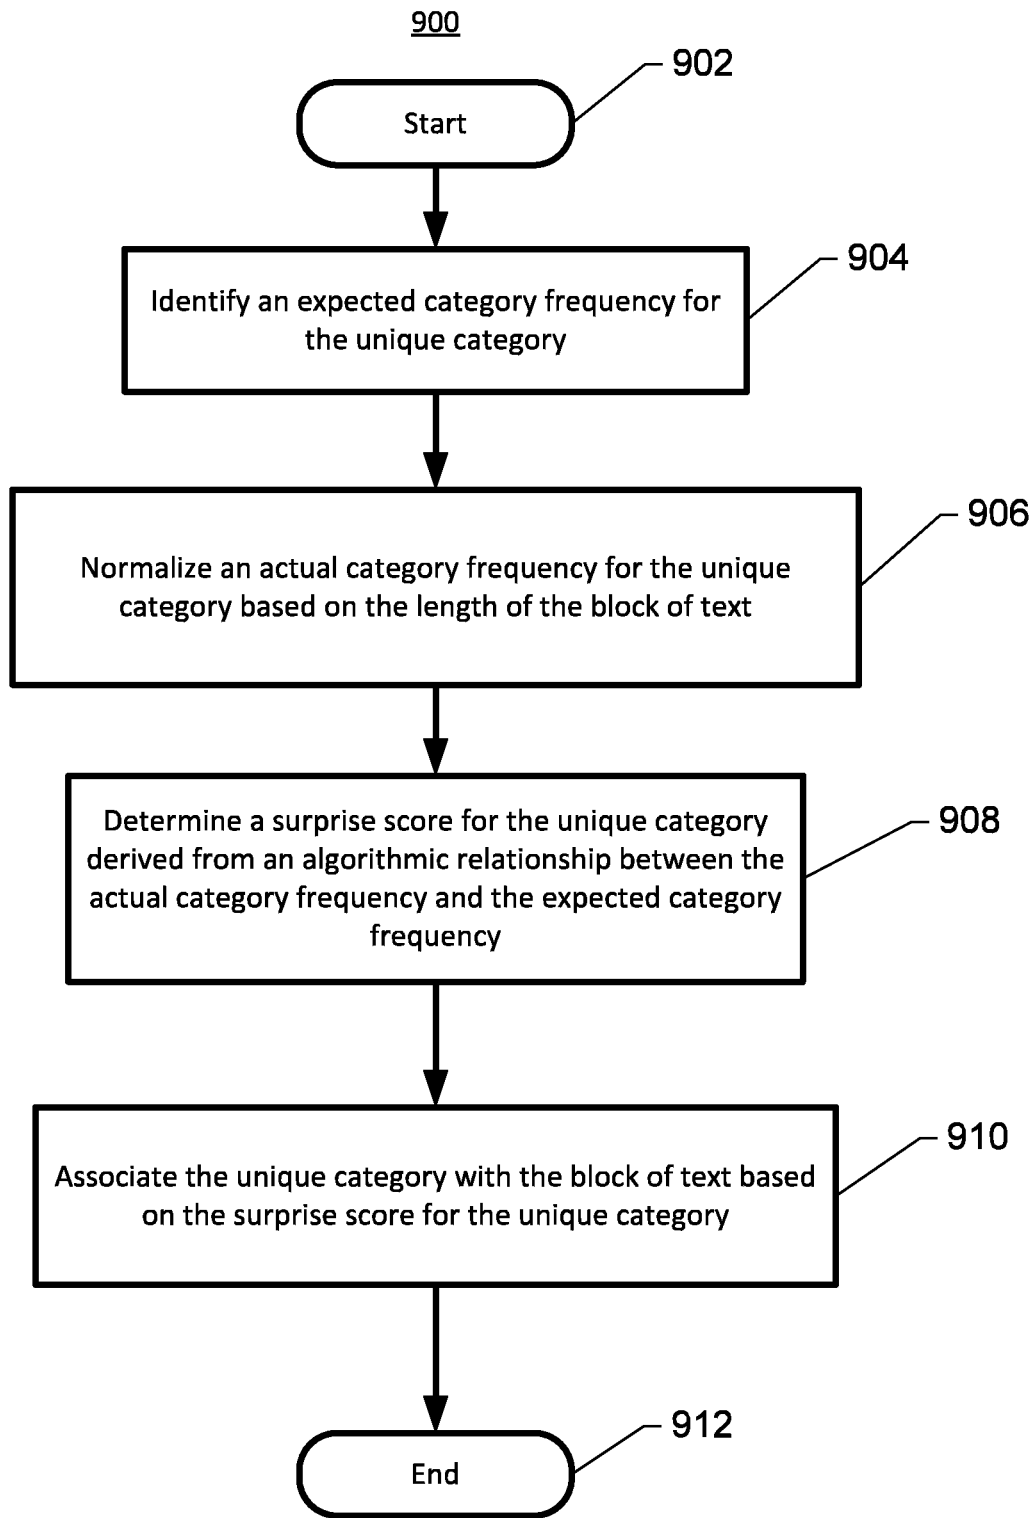 900
902
Start
904
Identify an expected category frequency for
the unique category
906
Normalize an actual category frequency for the unique
category based on the length of the block of text
908
Determine a surprise score for the unique category
derived from an algorithmic relationship between the
actual category frequency and the expected category
frequency
910
Associate the unique category with the block of text based
on the surprise score for the unique category
912
End